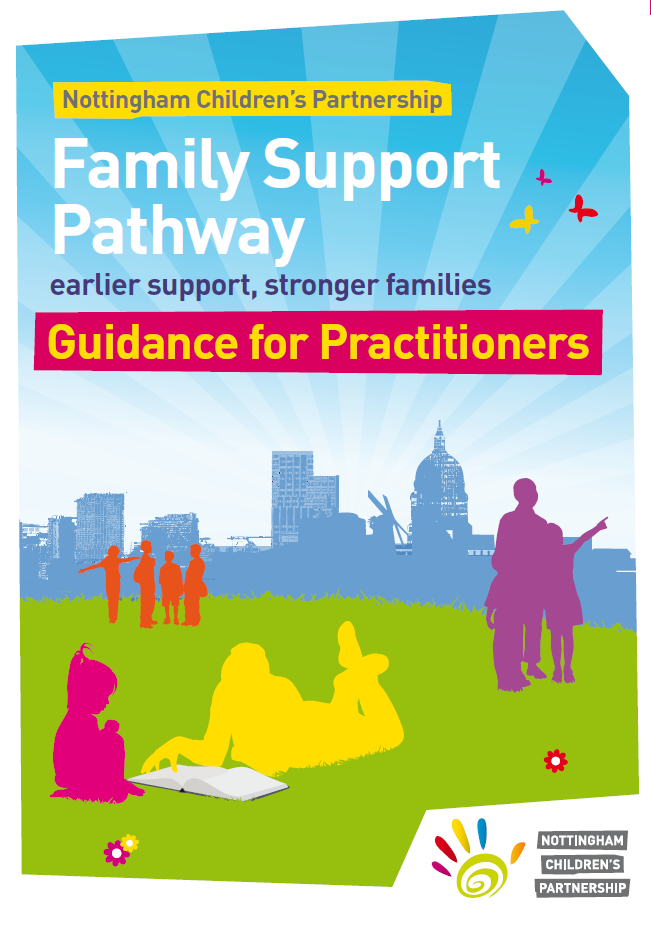 Nottingham Children's Partnership
Family Support
Pathway
earlier support, stronger families
Guidance for Practitioners
NOTTINGHAM
CHILDREN'S
PARTNERSHIP